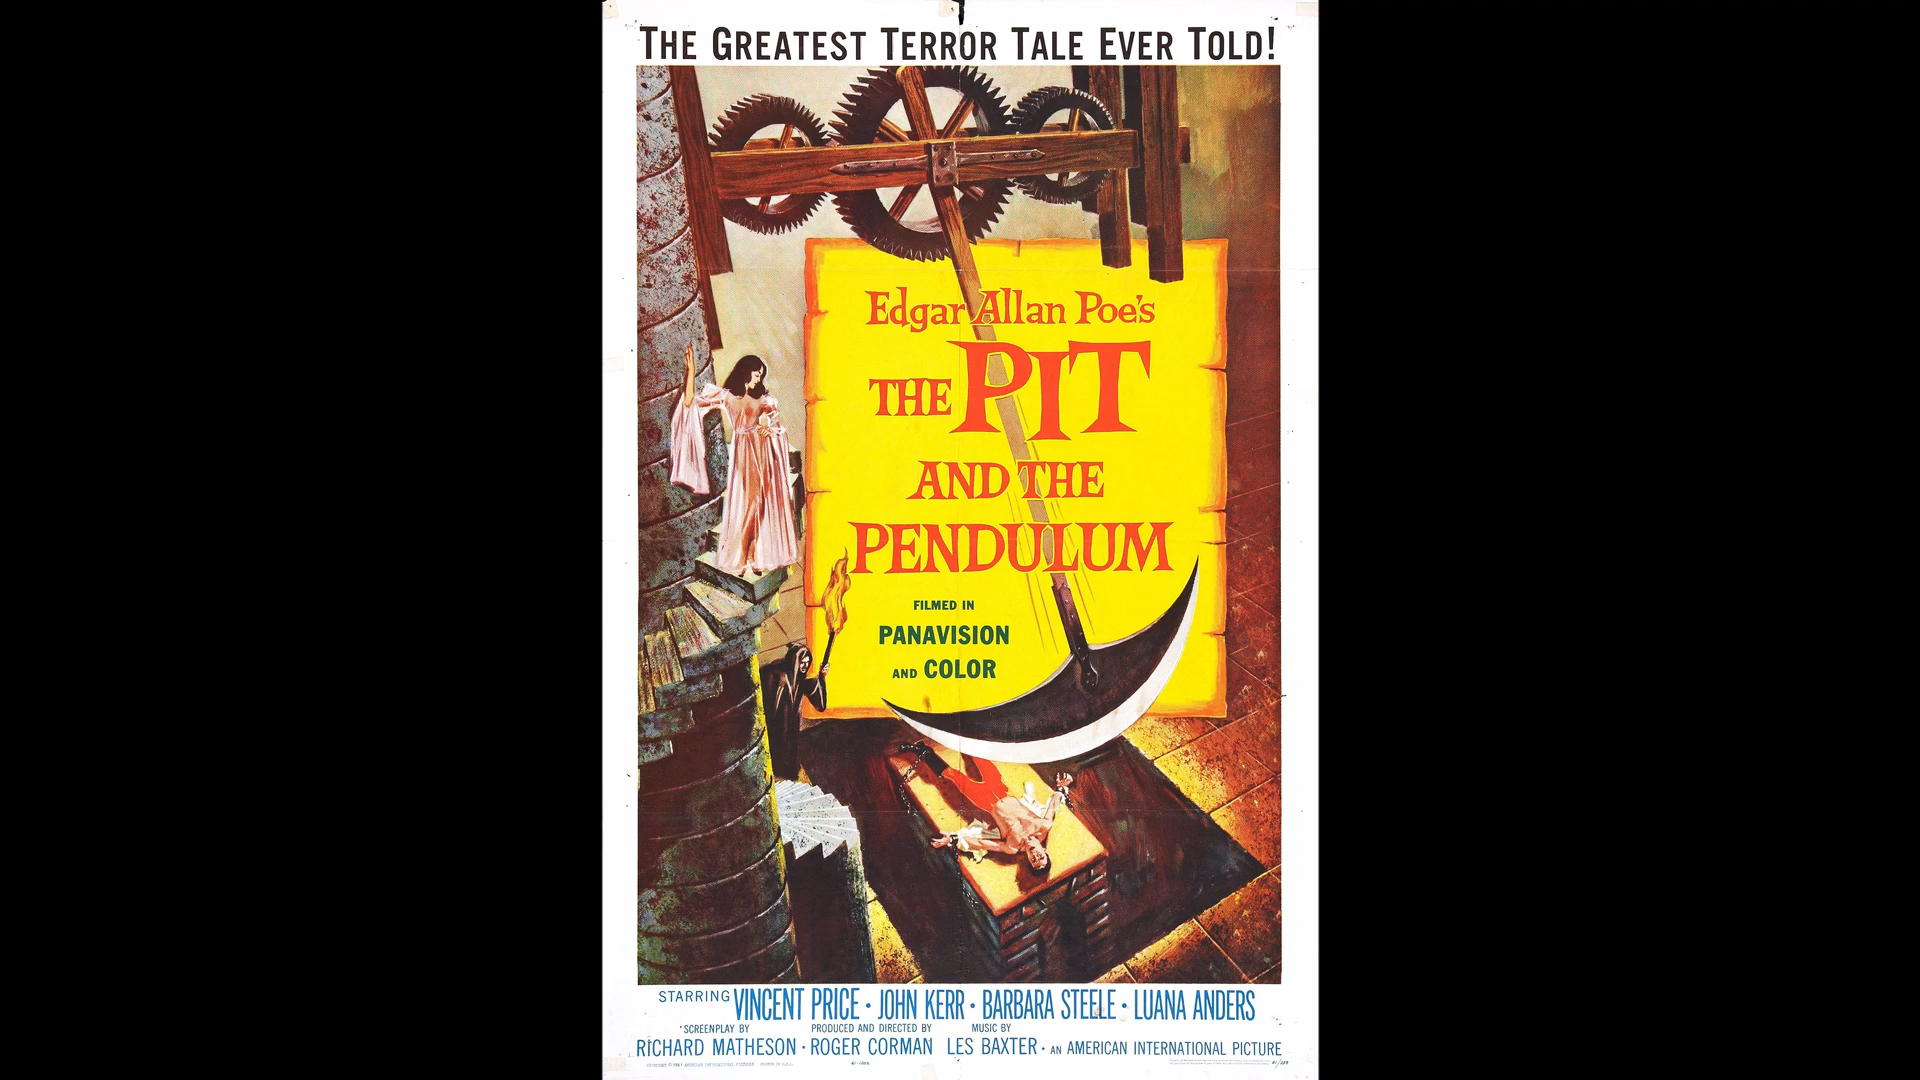 THE GREATEST TERROR TALE EVER TOLD!
Edgar Allan Poe's
THE PIT
AND THE
PENDULUM
FILMED IN
PANAVISION
AND COLOR
STARRING VINCENT PRICE · JOHN KERR · BARBARA STEELE · LUANA ANDERS
SCREENPLAY BY PRODUCED AND DIRECTED BY MUSIC BY
RICHARD MATHESON · ROGER CORMAN LES BAXTER · AN AMERICAN INTERNATIONAL PICTURE